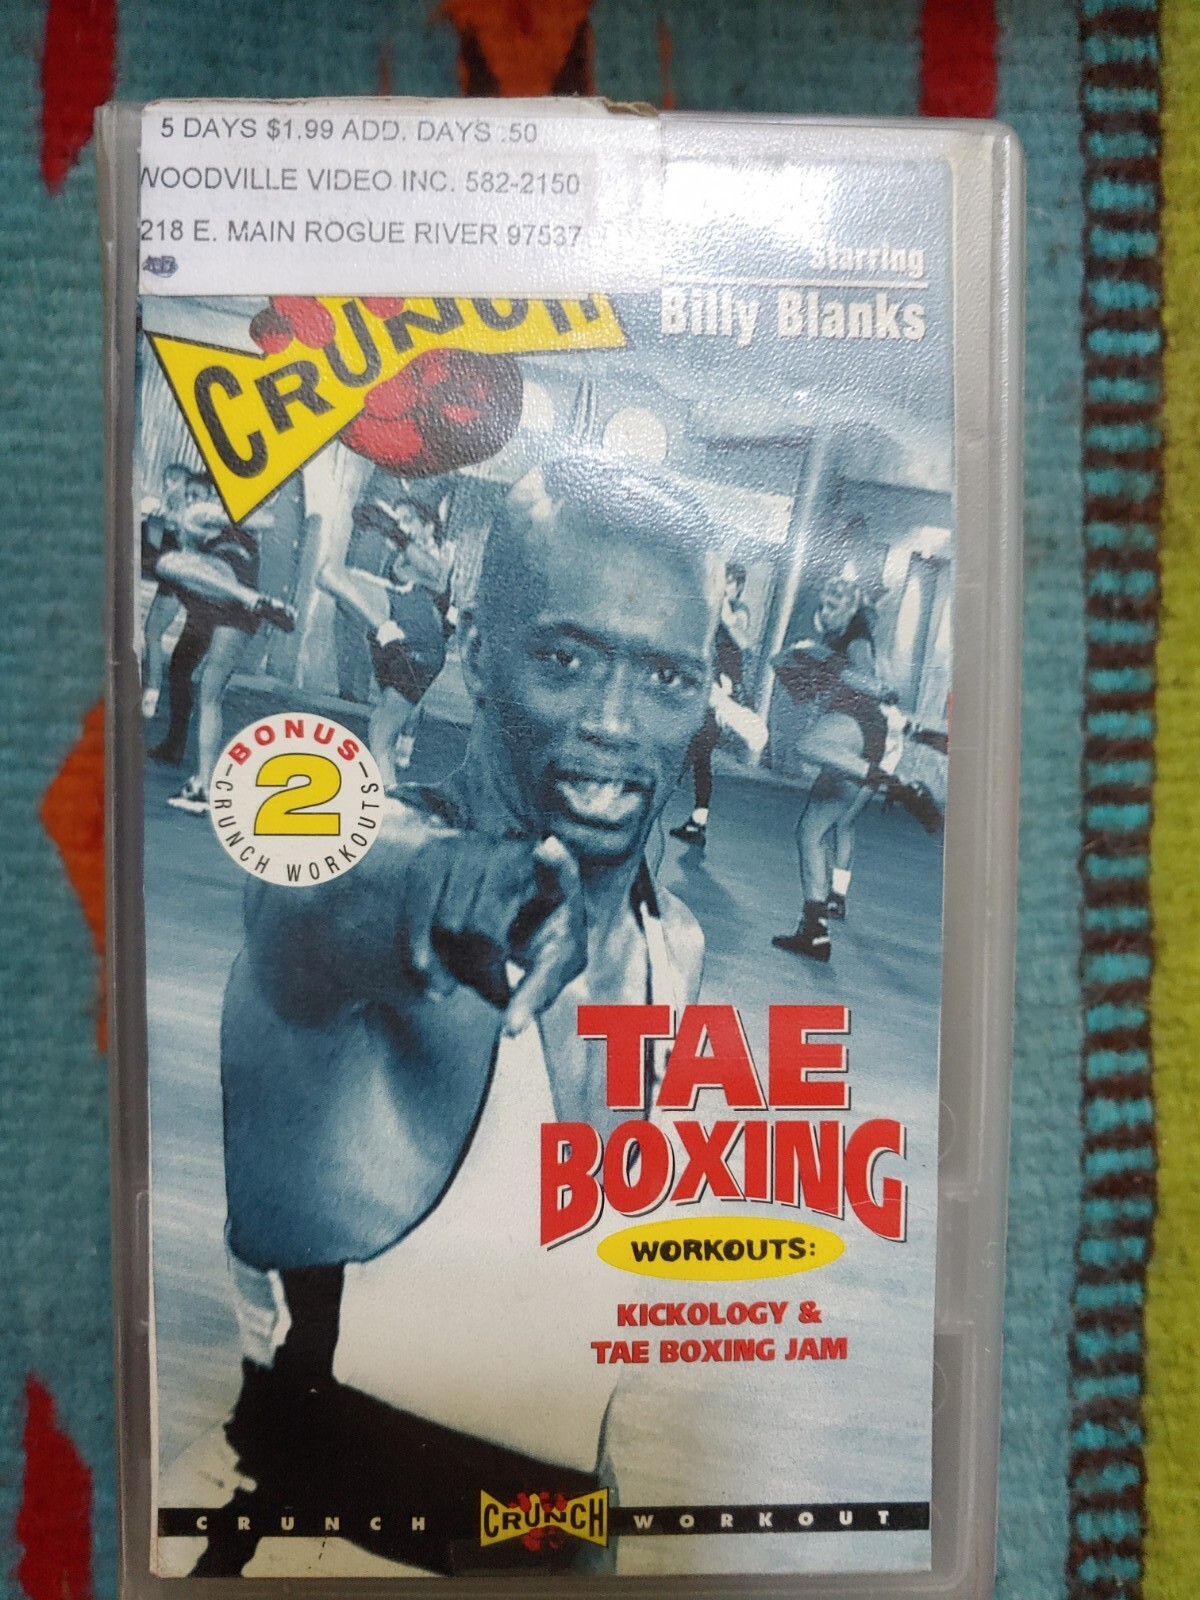 5 DAYS $1.99 ADD. DAYS .50
WOODVILLE VIDEO INC. 582-2150
218 E. MAIN ROGUE RIVER 97537
Starring
Billy Blanks
CRUNCH
BONUS
2
CRUNCH WORKOUTS
TAE
BOXING
WORKOUTS:
KICKOLOGY &
TAE BOXING JAM
CRUNCH CRUNCH WORKOUT